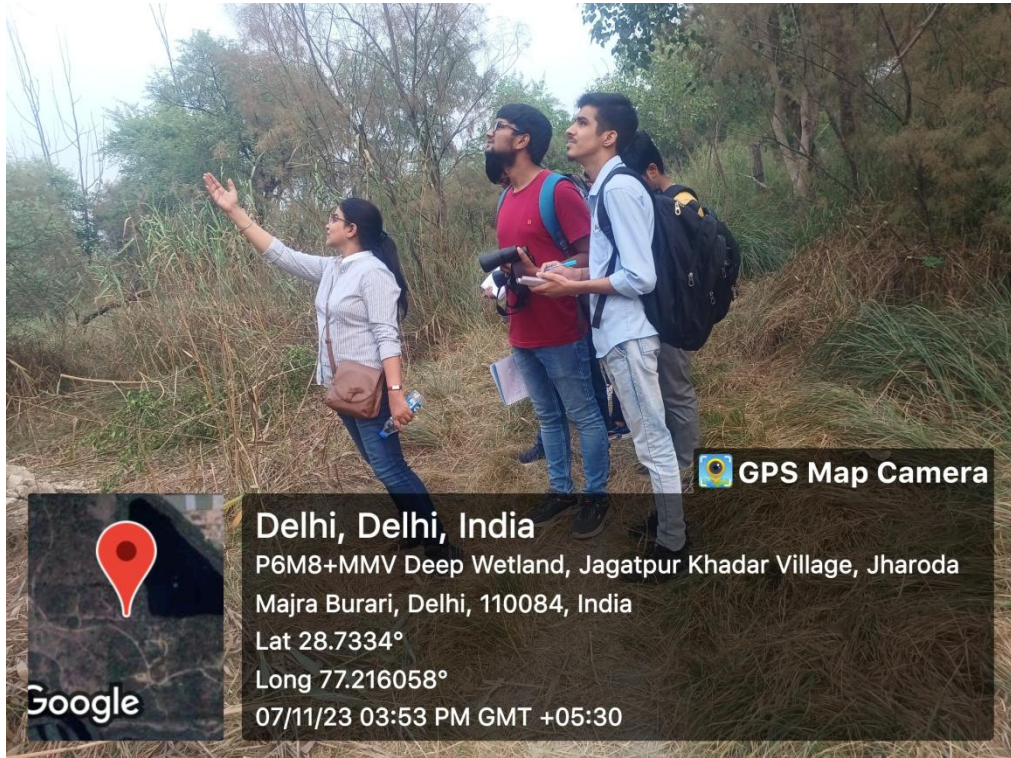 GPS Map Camera
Delhi, Delhi, India
P6M8+MMV Deep Wetland, Jagatpur Khadar Village, Jharoda
Majra Burari, Delhi, 110084, India
Lat 28.7334°
Long 77.216058°
07/11/23 03:53 PM GMT +05:30
Google